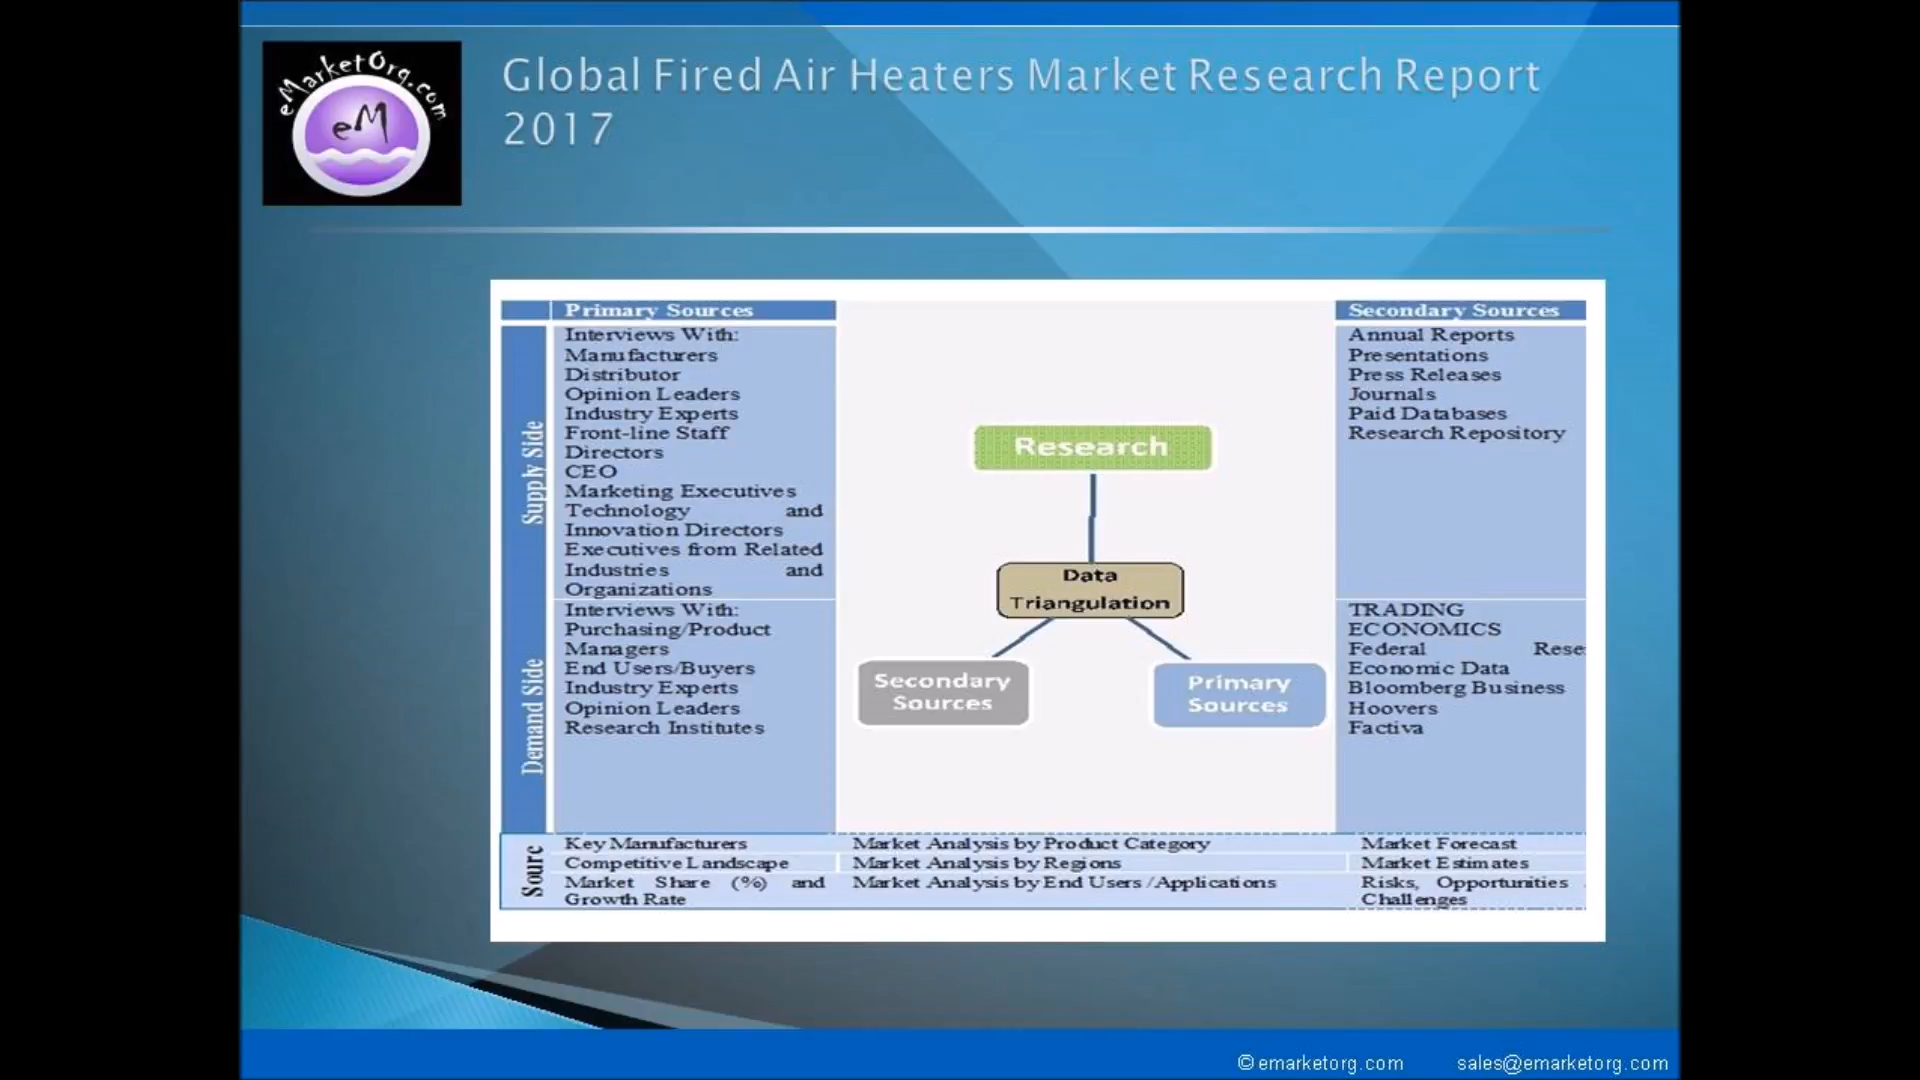 eMarketOrg.com
eM
Global Fired Air Heaters Market Research Report
2017
Primary Sources
Supply Side
Interviews With:
Manufacturers
Distributor
Opinion Leaders
Industry Experts
Front-line Staff
Directors
CEO
Marketing Executives
Technology and
Innovation Directors
Executives from Related
Industries and
Organizations
Demand Side
Interviews With:
Purchasing/Product
Managers
End Users/Buyers
Industry Experts
Opinion Leaders
Research Institutes
Research
Data
Triangulation
Secondary
Sources
Primary
Sources
Secondary Sources
Annual Reports
Presentations
Press Releases
Journals
Paid Databases
Research Repository
TRADING
ECONOMICS
Federal Rese
Economic Data
Bloomberg Business
Hoovers
Factiva
Sourc
Key Manufacturers
Competitive Landscape
Market Share (%) and
Growth Rate
Market Analysis by Product Category
Market Analysis by Regions
Market Analysis by End Users /Applications
Market Forecast
Market Estimates
Risks, Opportunities
Challenges
© emarketorg.com sales@emarketorg.com